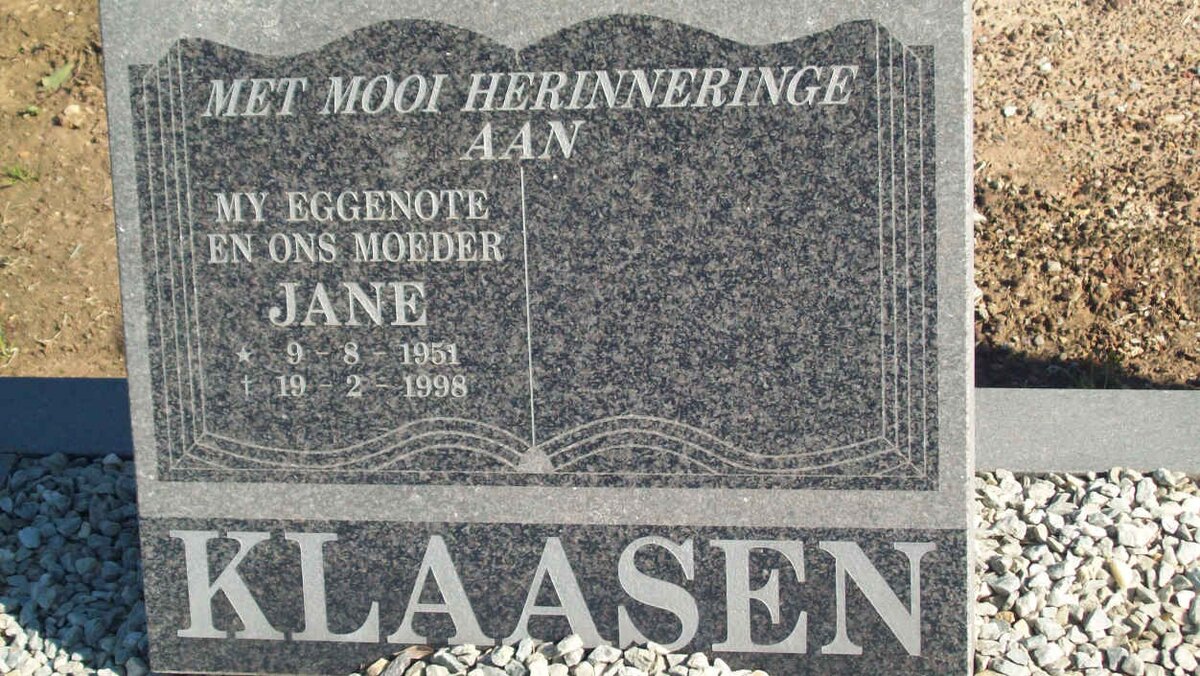 MET MOOI HERINNERINGE
AAN
MY EGGENOTE
EN ONS MOEDER
JANE
★ 9 - 8 - 1951
† 19 - 2 - 1998
KLAASEN